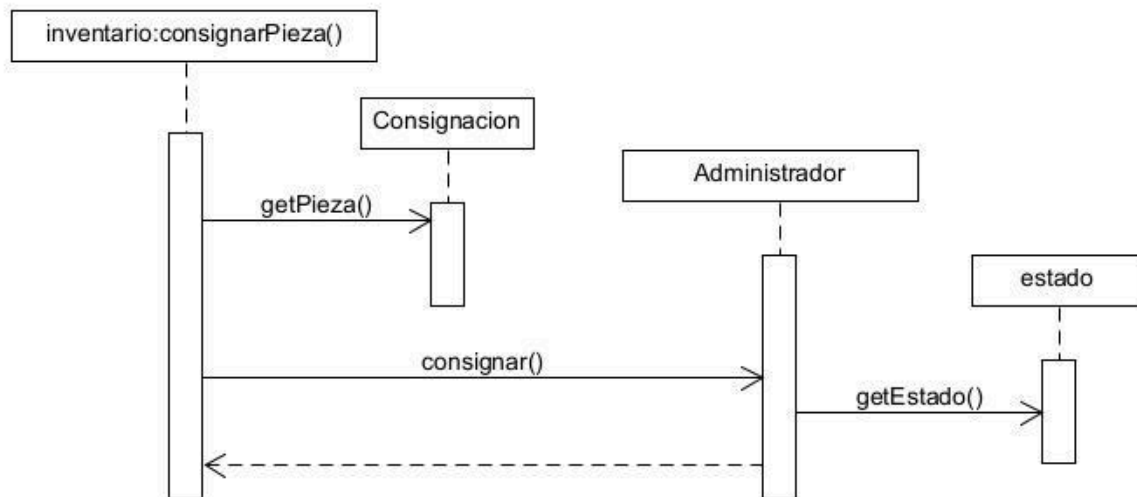 inventario:consignarPieza()
Consignacion
Administrador
getPieza()
estado
consignar()
getEstado()